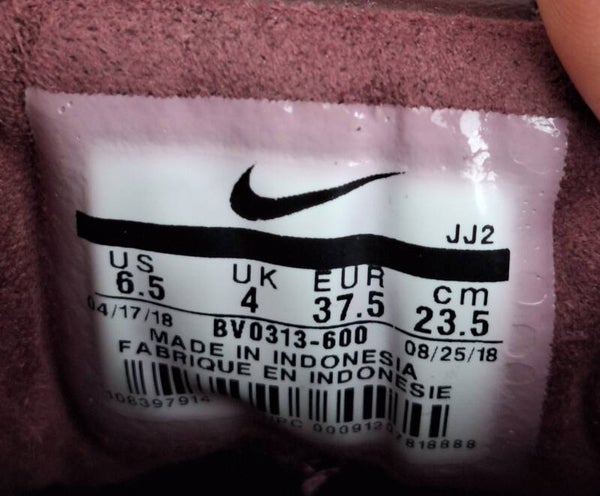 JJ2
US UK EUR cm
6.5 4 37.5 23.5
04/17/18 BV0313-600 08/25/18
MADE IN INDONESIA
FABRIQUE EN INDONESIE